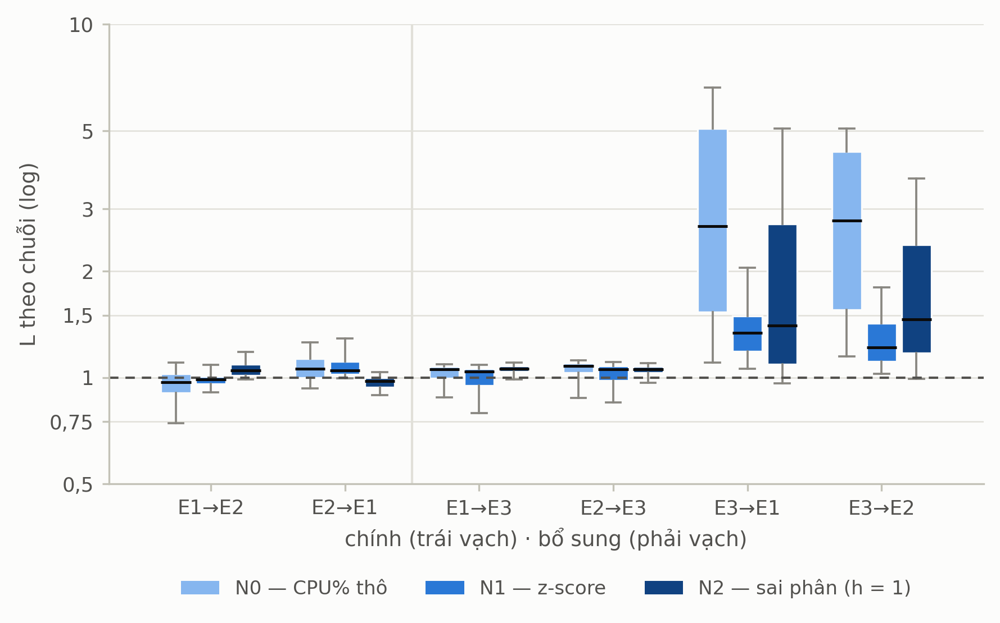 10
5
3
2
1,5
1
0,75
0,5
L theo chuỗi (log)
E1→E2 E2→E1 E1→E3 E2→E3 E3→E1 E3→E2
chính (trái vạch) · bổ sung (phải vạch)
N0 — CPU% thô N1 — z-score N2 — sai phân (h = 1)